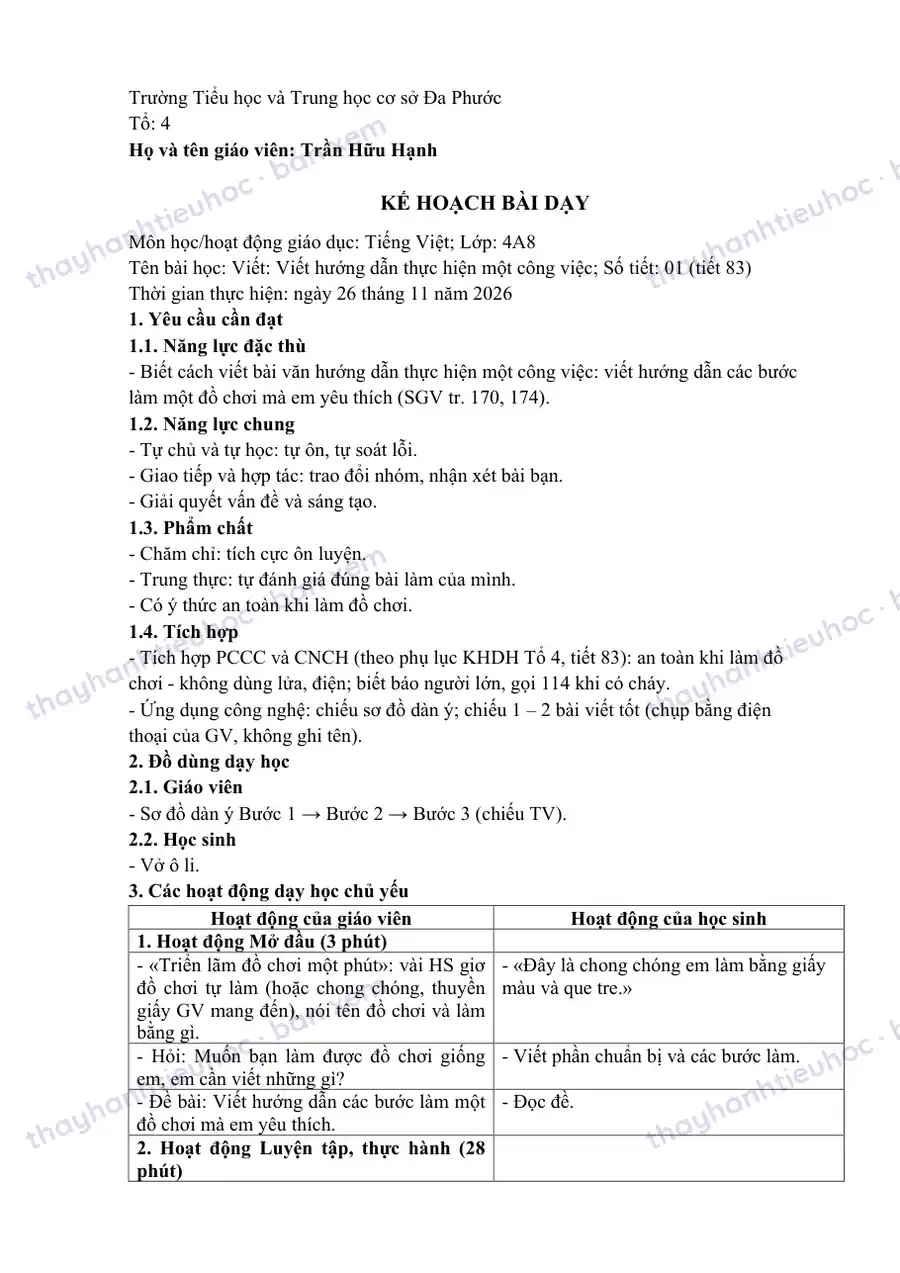 Trường Tiểu học và Trung học cơ sở Đa Phước
Tổ: 4
Họ và tên giáo viên: Trần Hữu Hạnh
KẾ HOẠCH BÀI DẠY
Môn học/hoạt động giáo dục: Tiếng Việt; Lớp: 4A8
Tên bài học: Viết: Viết hướng dẫn thực hiện một công việc; Số tiết: 01 (tiết 83)
Thời gian thực hiện: ngày 26 tháng 11 năm 2026
1. Yêu cầu cần đạt
1.1. Năng lực đặc thù
- Biết cách viết bài văn hướng dẫn thực hiện một công việc: viết hướng dẫn các bước
làm một đồ chơi mà em yêu thích (SGV tr. 170, 174).
1.2. Năng lực chung
- Tự chủ và tự học: tự ôn, tự soát lỗi.
- Giao tiếp và hợp tác: trao đổi nhóm, nhận xét bài bạn.
- Giải quyết vấn đề và sáng tạo.
1.3. Phẩm chất
- Chăm chỉ: tích cực ôn luyện.
- Trung thực: tự đánh giá đúng bài làm của mình.
- Có ý thức an toàn khi làm đồ chơi.
1.4. Tích hợp
- Tích hợp PCCC và CNCH (theo phụ lục KHDH Tổ 4, tiết 83): an toàn khi làm đồ
chơi - không dùng lửa, điện; biết báo người lớn, gọi 114 khi có cháy.
- Ứng dụng công nghệ: chiếu sơ đồ dàn ý; chiếu 1 – 2 bài viết tốt (chụp bằng điện
thoại của GV, không ghi tên).
2. Đồ dùng dạy học
2.1. Giáo viên
- Sơ đồ dàn ý Bước 1 → Bước 2 → Bước 3 (chiếu TV).
2.2. Học sinh
- Vở ô li.
3. Các hoạt động dạy học chủ yếu
Hoạt động của giáo viên
Hoạt động của học sinh
1. Hoạt động Mở đầu (3 phút)
- «Triển lãm đồ chơi một phút»: vài HS giơ
đồ chơi tự làm (hoặc chong chóng, thuyền
giấy GV mang đến), nói tên đồ chơi và làm
bằng gì.
- «Đây là chong chóng em làm bằng giấy
màu và que tre.»
- Hỏi: Muốn bạn làm được đồ chơi giống
em, em cần viết những gì?
- Viết phần chuẩn bị và các bước làm.
- Đề bài: Viết hướng dẫn các bước làm một
đồ chơi mà em yêu thích.
- Đọc đề.
2. Hoạt động Luyện tập, thực hành (28
phút)
thayhanhtieuhoc · bản xem
thayhanhtieuhoc · b
thayhanhtieuhoc · bản xem
thayhanhtieuhoc · b
thayhanhtieuhoc · bản xem
thayhanhtieuhoc · b